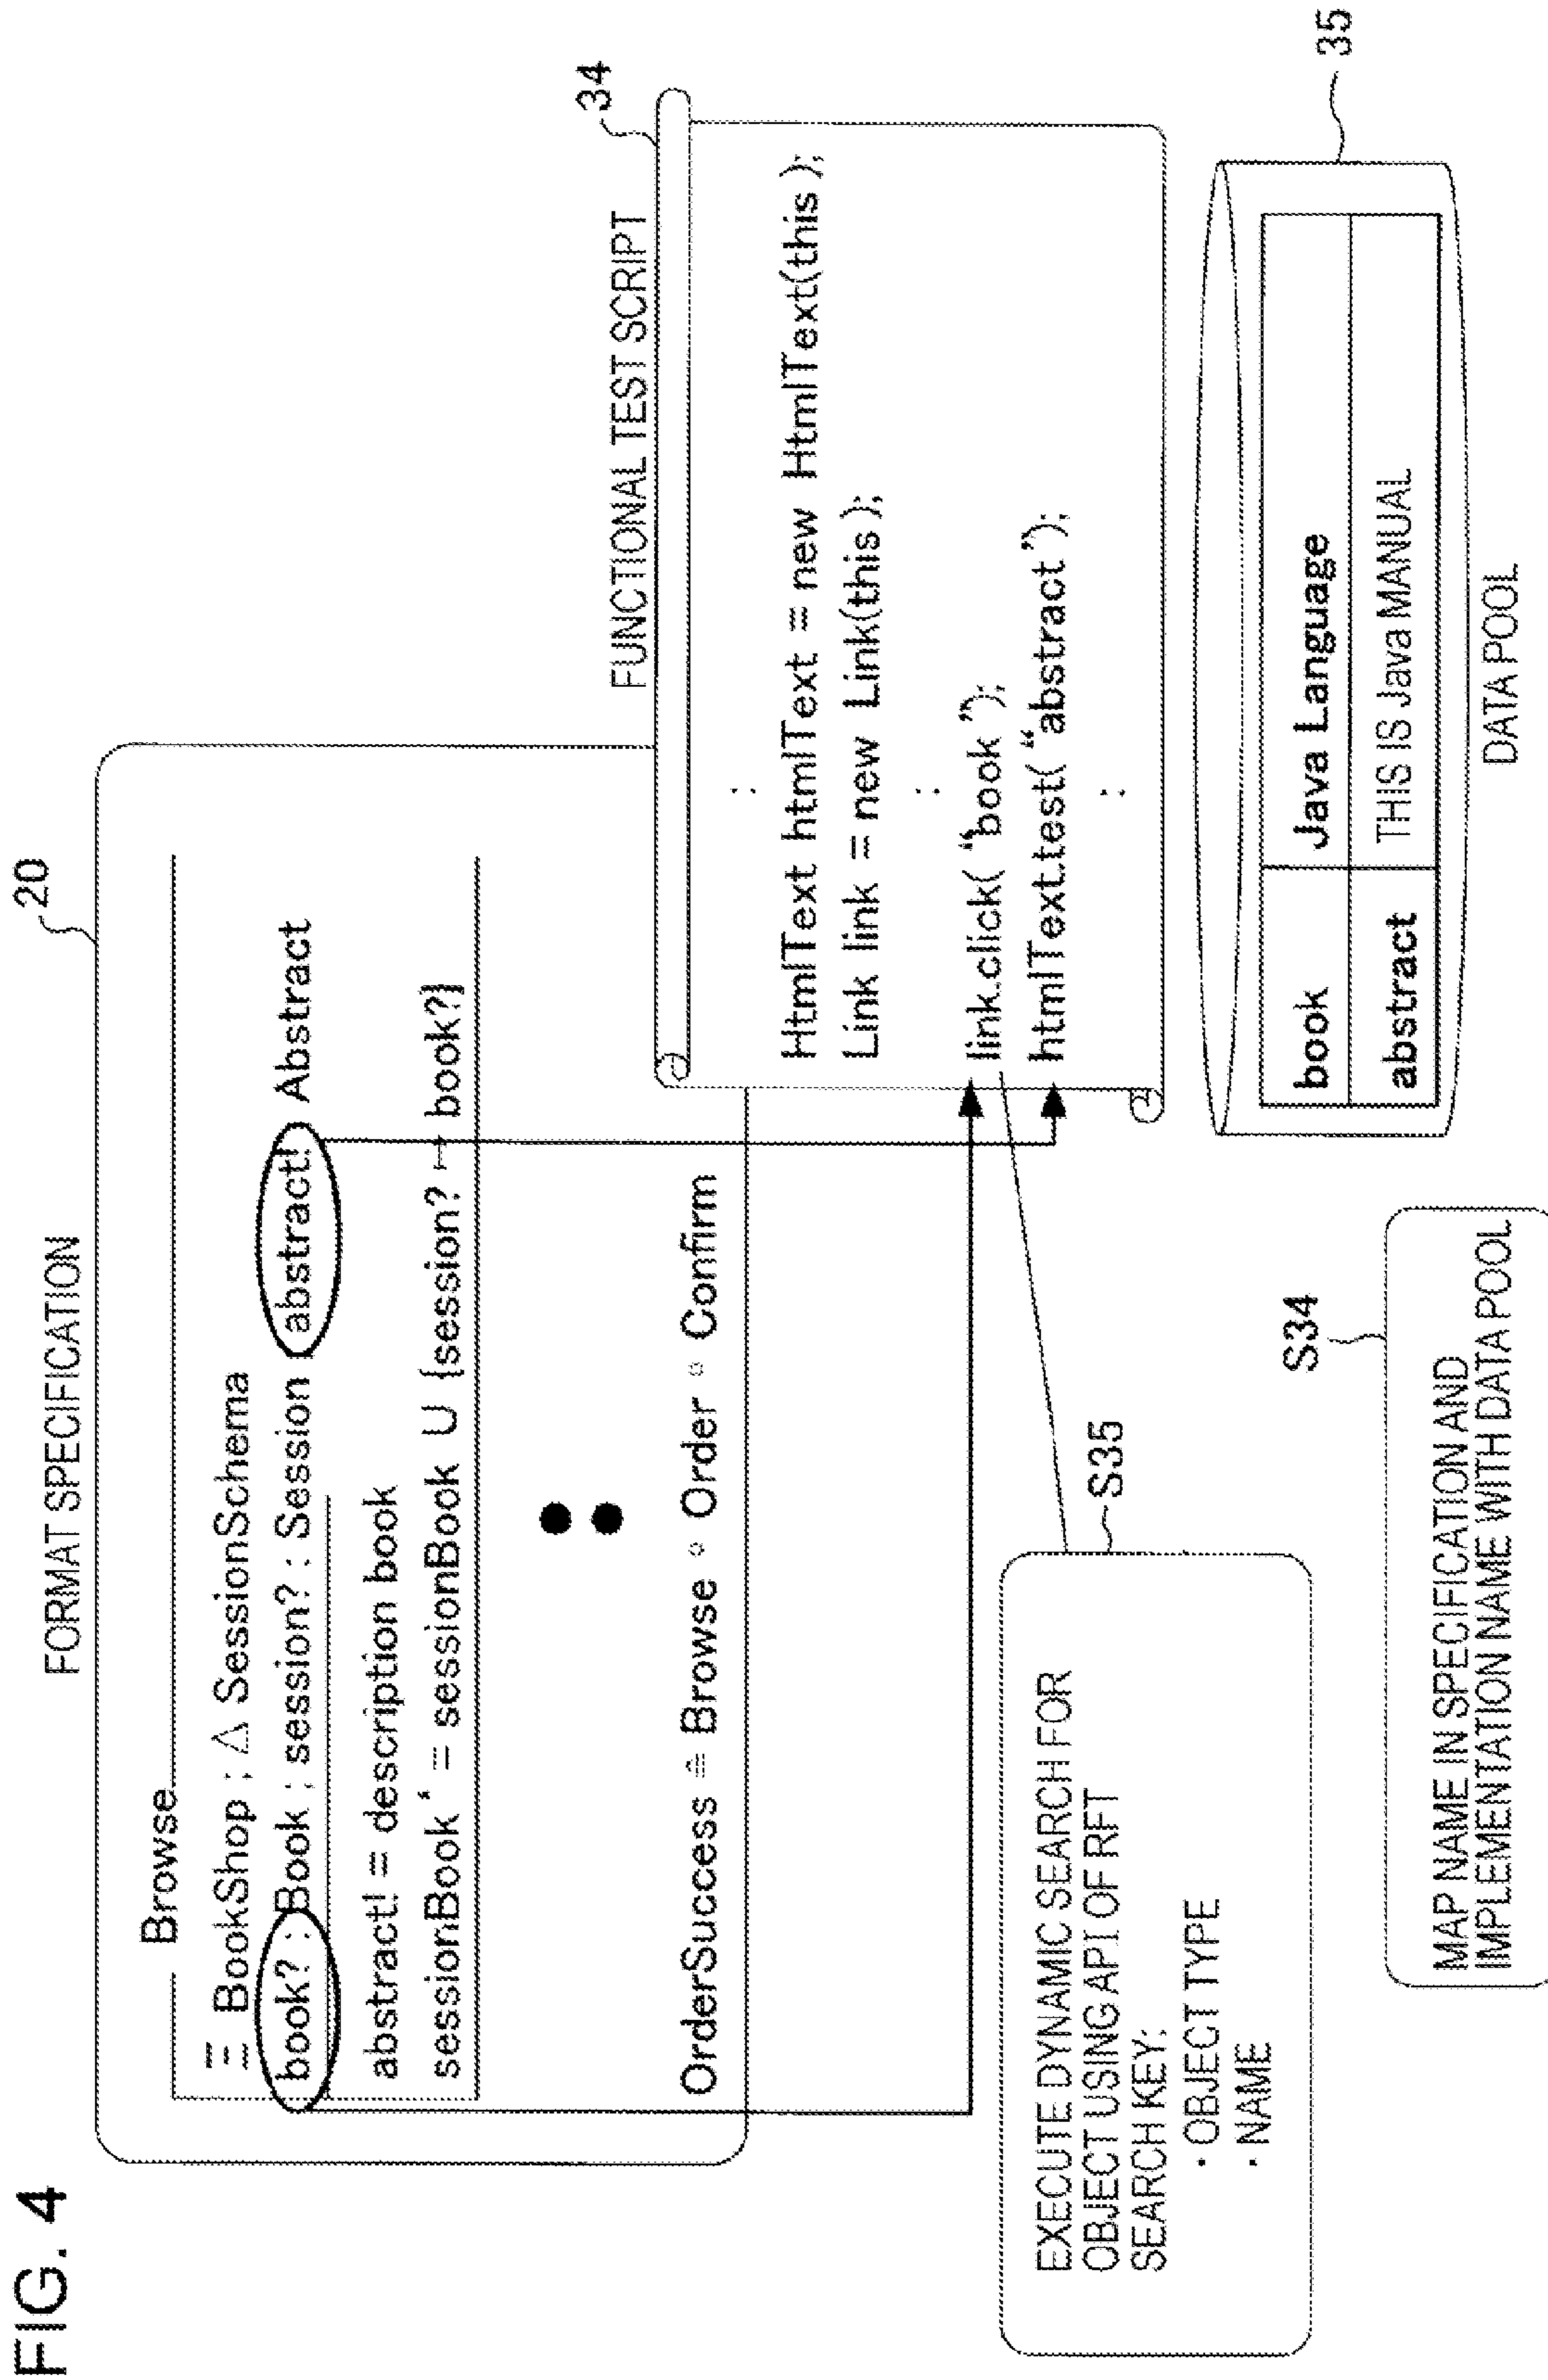 FIG. 4
FORMAT SPECIFICATION
20
Browse
Ξ BookShop ; Δ SessionSchema
book? : Book ; session? : Session ; abstract! Abstract
abstract! = description book
sessionBook‘ = sessionBook U {session? ↦ book?}
OrderSuccess ≙ Browse ∘ Order ∘ Confirm
FUNCTIONAL TEST SCRIPT
34
:
HtmlText htmlText = new HtmlText(this );
Link link = new Link(this );
:
link.click( “book”);
htmlText.test( “abstract”);
:
EXECUTE DYNAMIC SEARCH FOR
OBJECT USING API OF RFT
SEARCH KEY:
· OBJECT TYPE
· NAME
S35
MAP NAME IN SPECIFICATION AND
IMPLEMENTATION NAME WITH DATA POOL
S34
35
book Java Language
abstract THIS IS Java MANUAL
DATA POOL